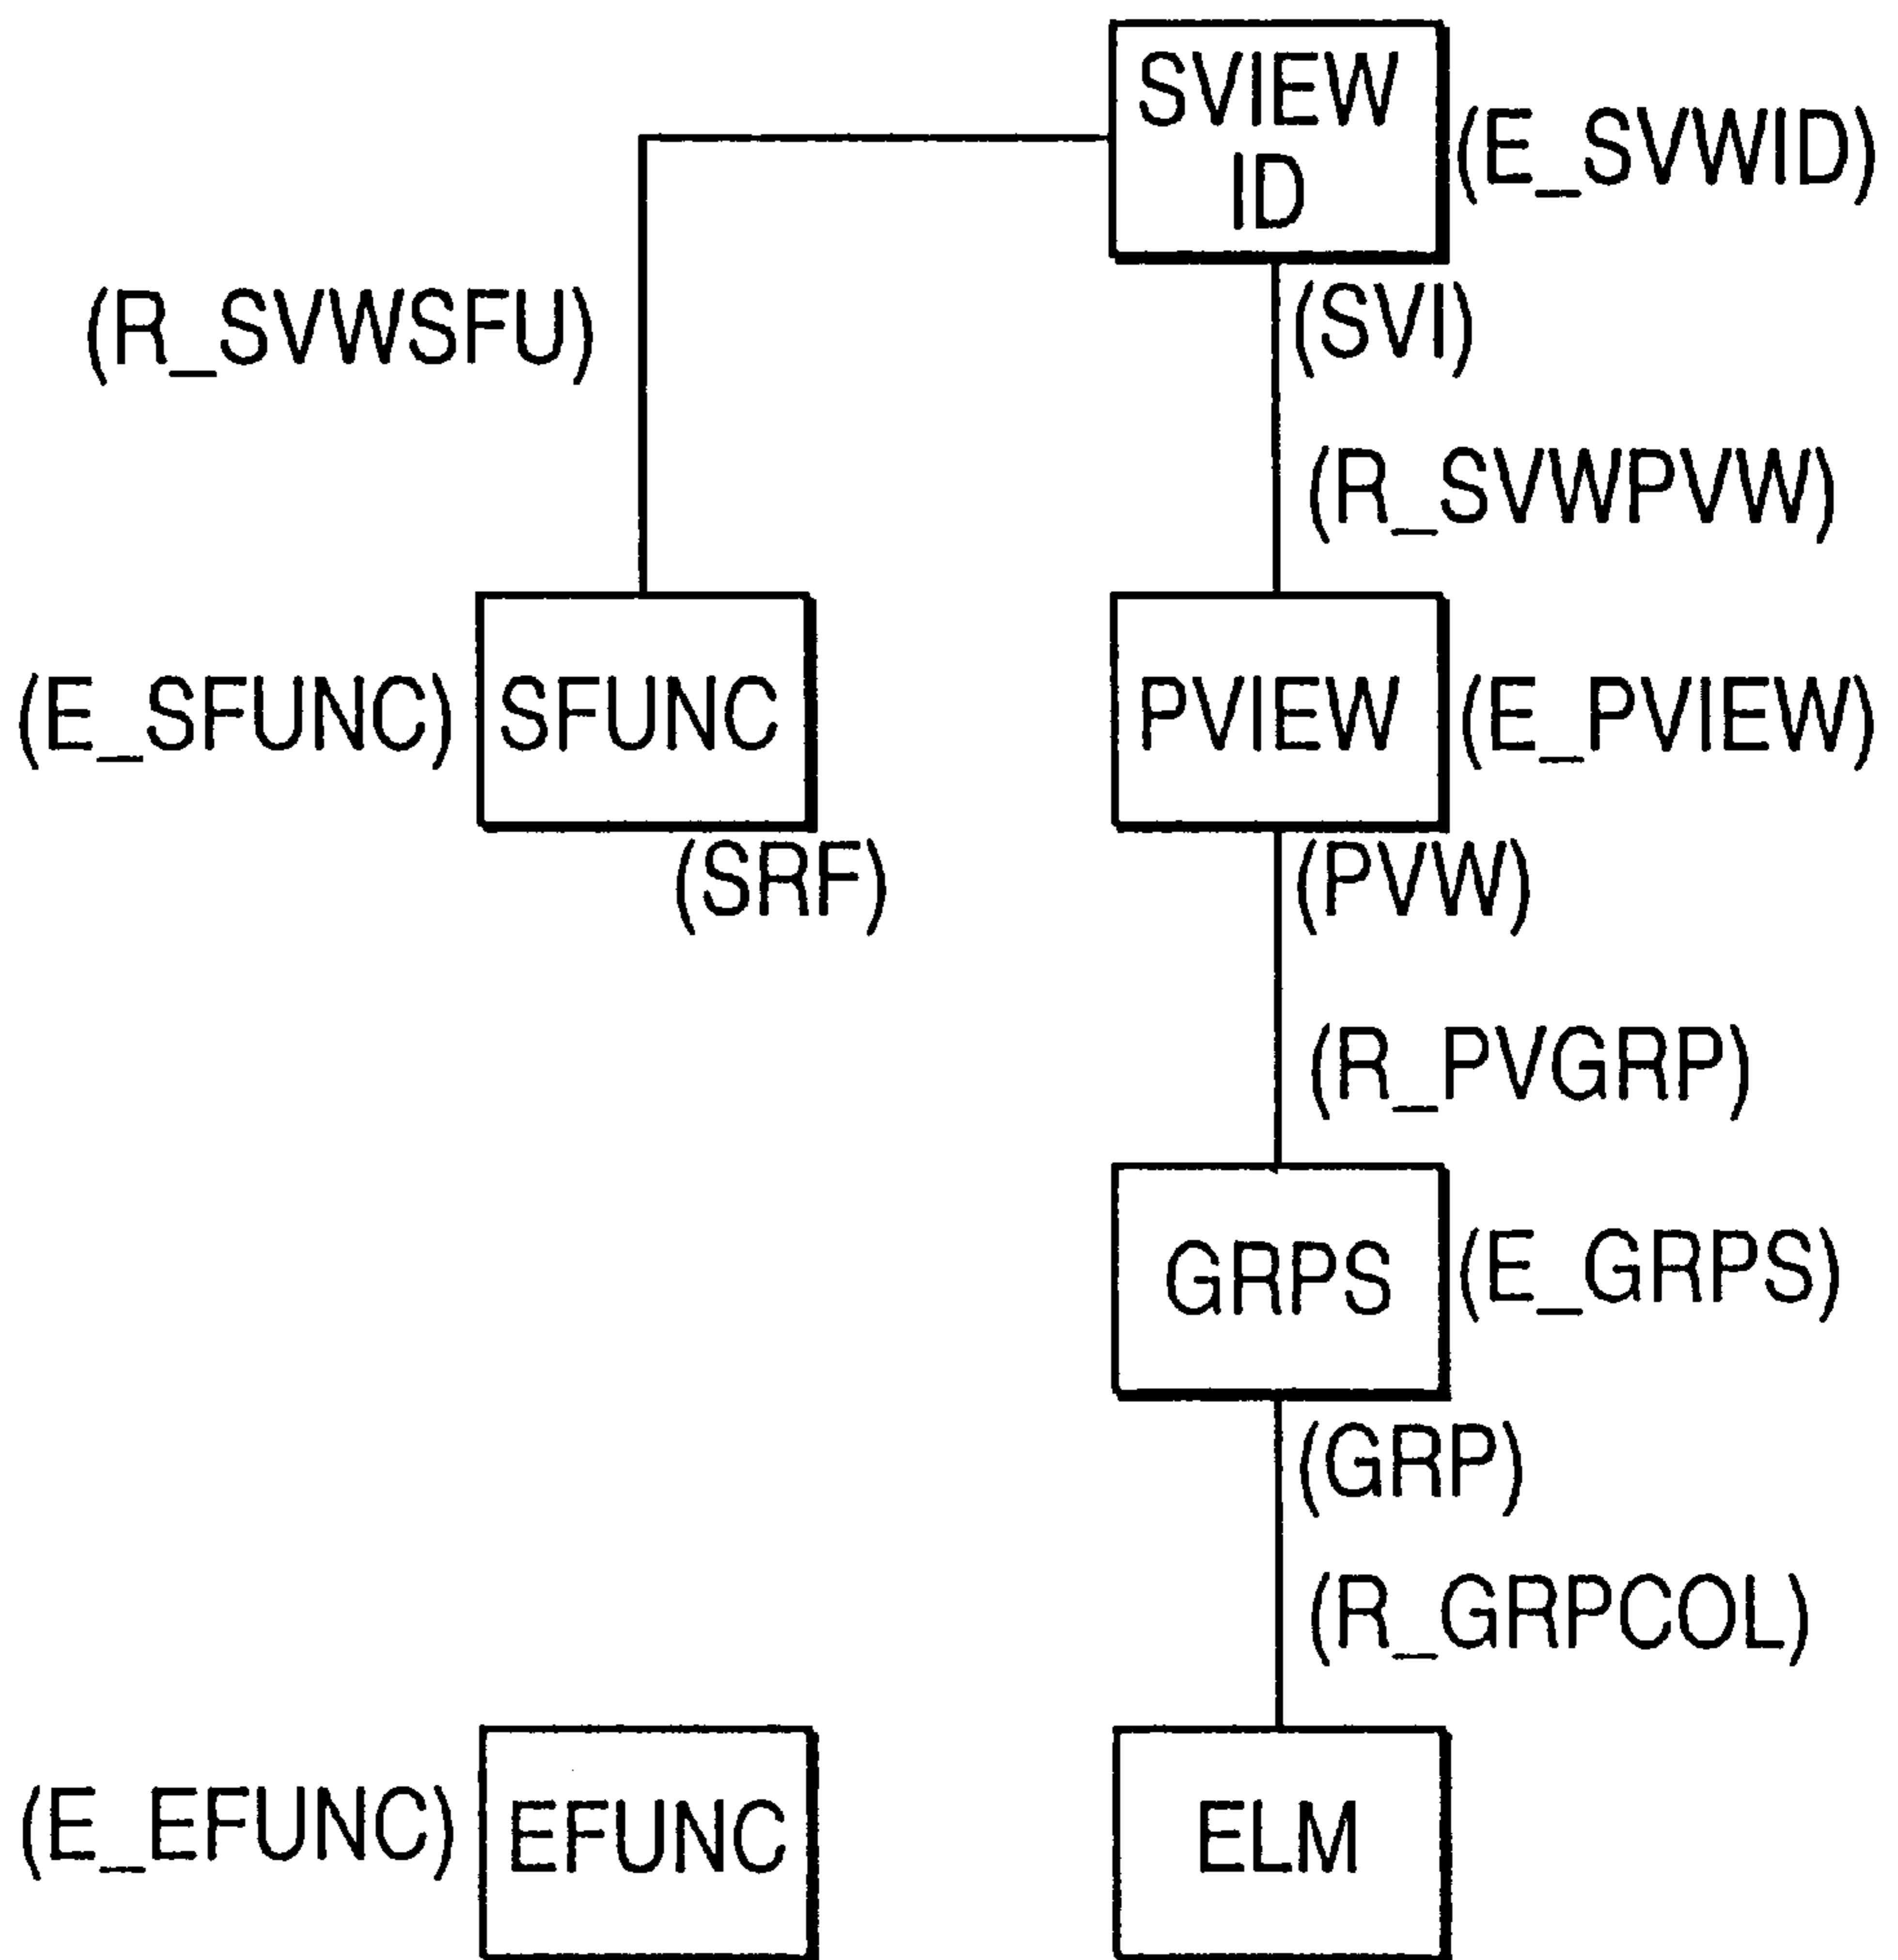 SVIEW
ID
(E_SVWID)
(R_SVWSFU)
(SVI)
(R_SVWPVW)
(E_SFUNC)
SFUNC
PVIEW
(E_PVIEW)
(SRF)
(PVW)
(R_PVGRP)
GRPS
(E_GRPS)
(GRP)
(R_GRPCOL)
(E_EFUNC)
EFUNC
ELM